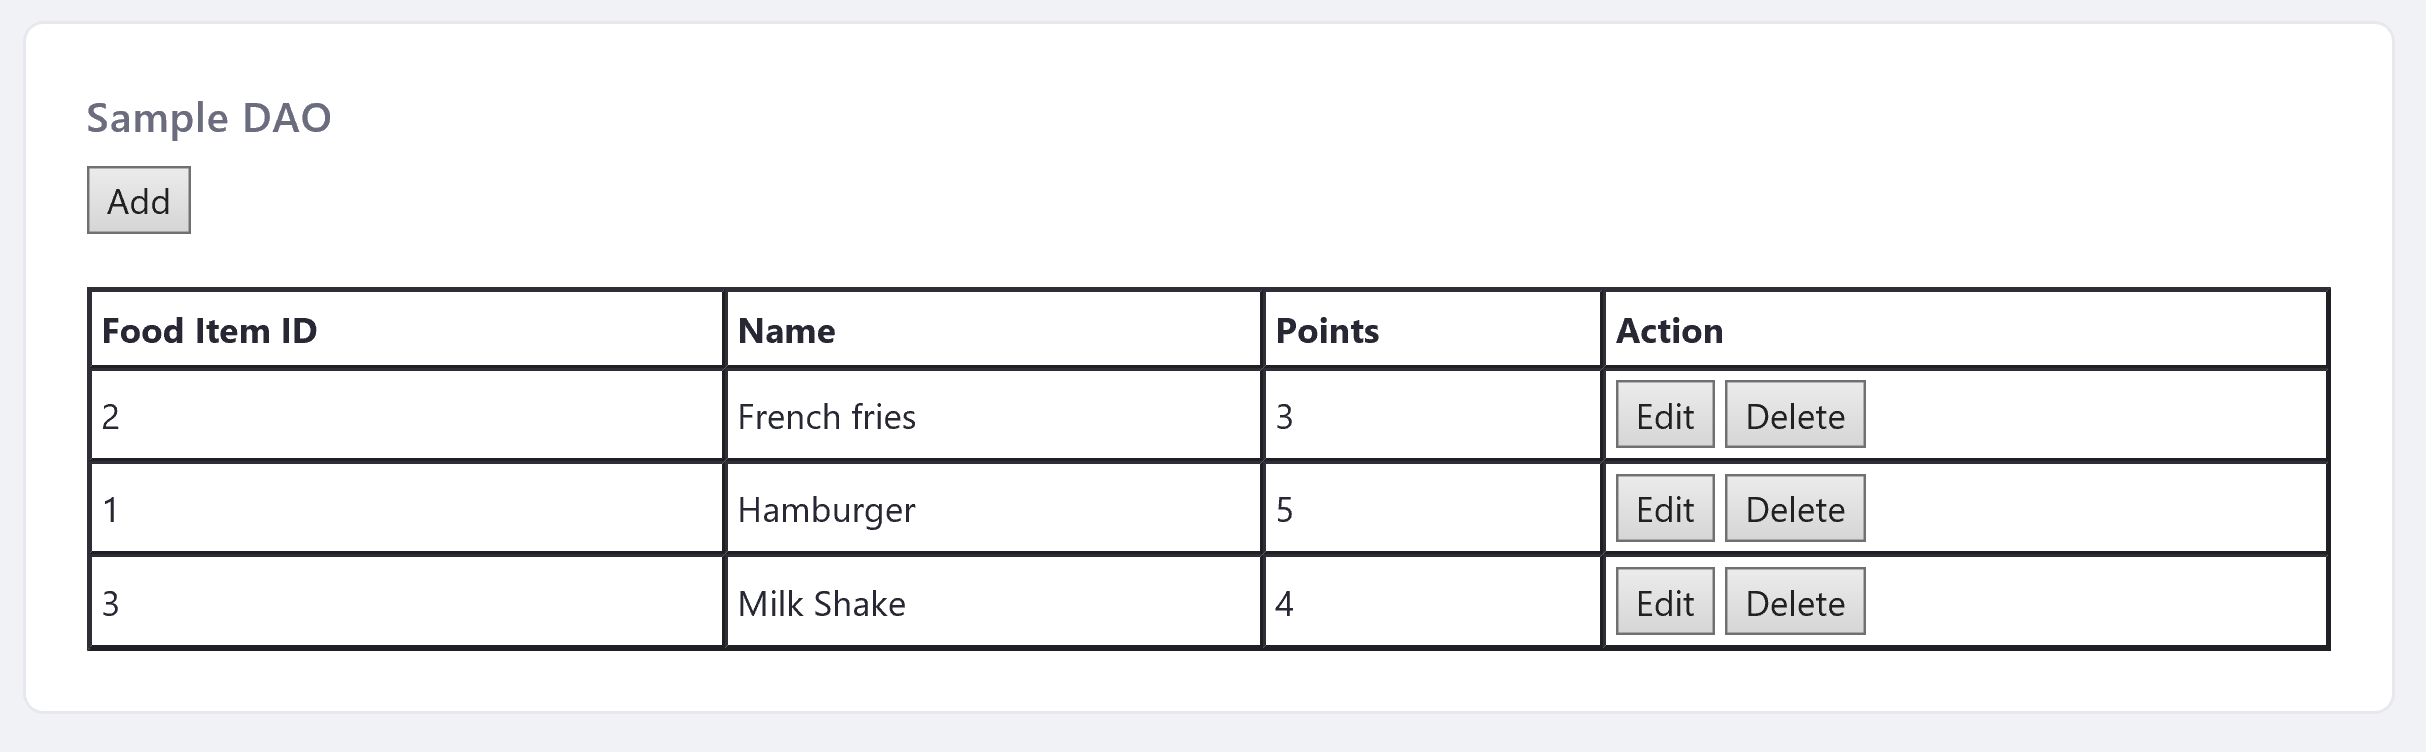 Sample DAO
Add
Food Item ID Name Points Action
2 French fries 3 Edit Delete
1 Hamburger 5 Edit Delete
3 Milk Shake 4 Edit Delete